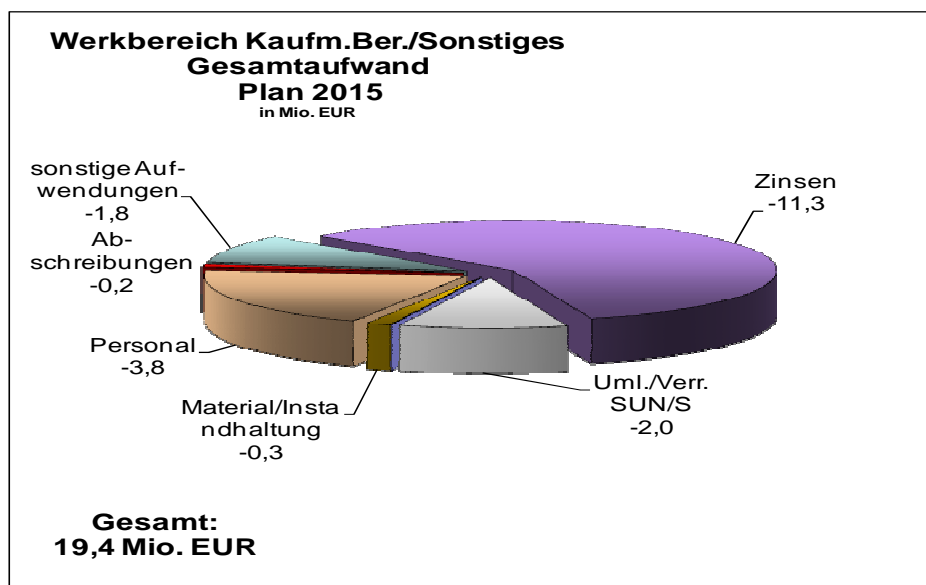 Werkbereich Kaufm.Ber./Sonstiges
Gesamtaufwand
Plan 2015
in Mio. EUR
sonstige Auf-
wendungen
-1,8
Ab-
schreibungen
-0,2
Personal
-3,8
Material/Insta
ndhaltung
-0,3
Zinsen
-11,3
Uml./Verr.
SUN/S
-2,0
Gesamt:
19,4 Mio. EUR